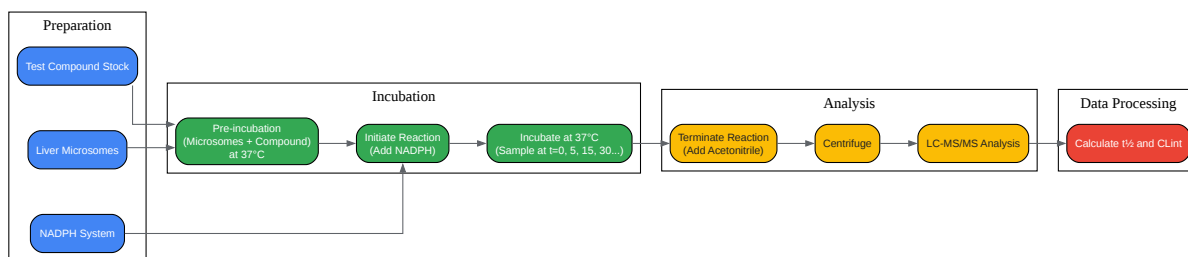 Preparation
Test Compound Stock
Liver Microsomes
NADPH System
Incubation
Pre-incubation
(Microsomes + Compound)
at 37°C
Initiate Reaction
(Add NADPH)
Incubate at 37°C
(Sample at t=0, 5, 15, 30...)
Analysis
Terminate Reaction
(Add Acetonitrile)
Centrifuge
LC-MS/MS Analysis
Data Processing
Calculate t½ and CLint